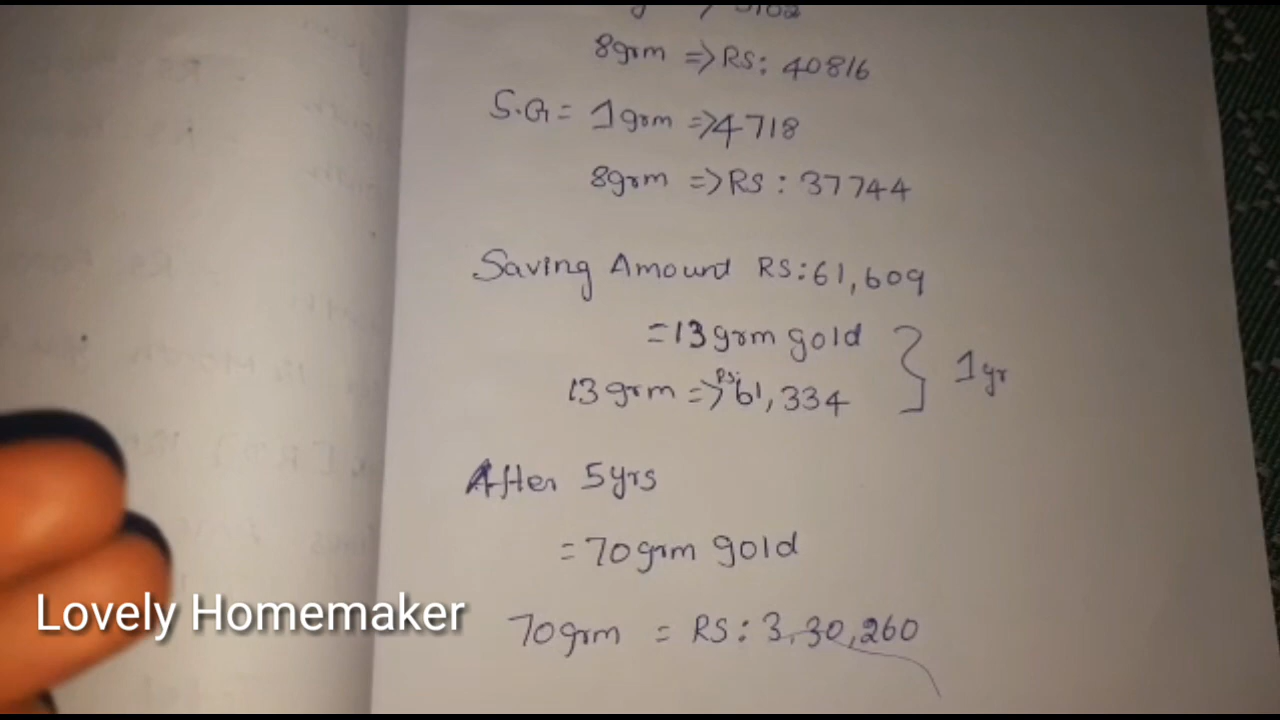 8grm => RS: 40816
S.G = 1grm => 4718
8grm => RS: 37744
Saving Amount RS: 61,609
= 13grm gold
13grm => RS: 61,334
1yr
After 5yrs
= 70grm gold
70grm = RS: 3,30,260
Lovely Homemaker